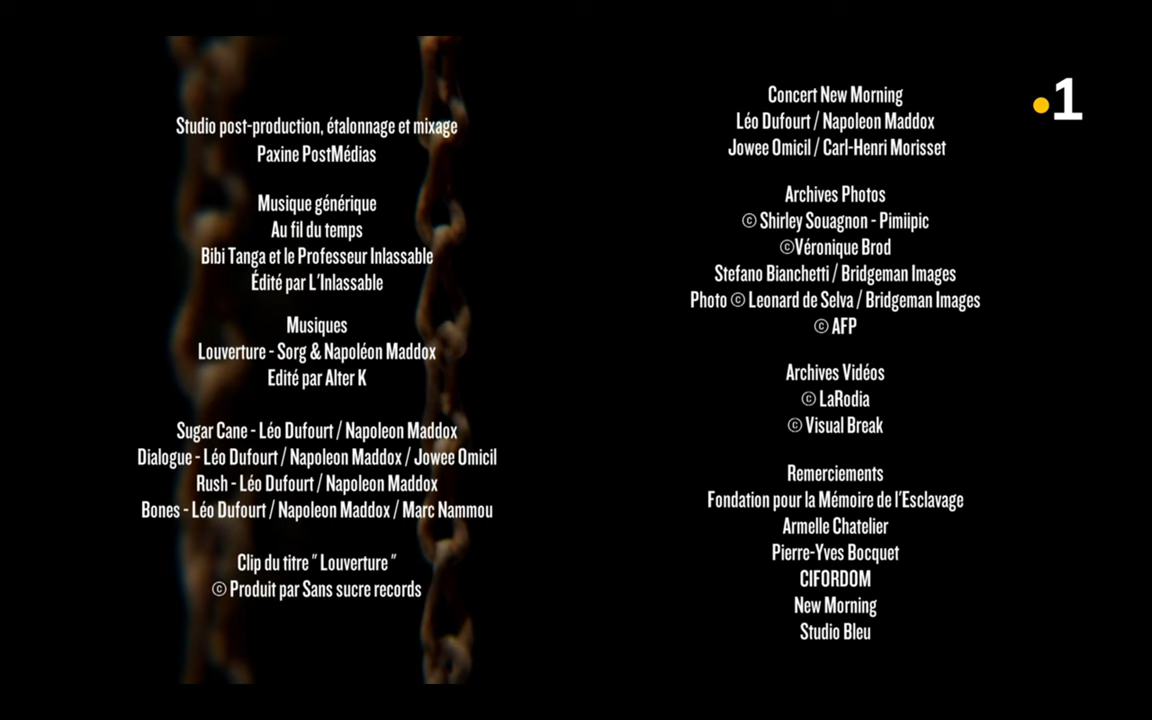 Studio post-production, étalonnage et mixage
Paxine PostMédias
Musique générique
Au fil du temps
Bibi Tanga et le Professeur Inlassable
Édité par L'Inlassable
Musiques
Louverture - Sorg & Napoléon Maddox
Edité par Alter K
Sugar Cane - Léo Dufourt / Napoleon Maddox
Dialogue - Léo Dufourt / Napoleon Maddox / Jowee Omicil
Rush - Léo Dufourt / Napoleon Maddox
Bones - Léo Dufourt / Napoleon Maddox / Marc Nammou
Clip du titre " Louverture "
© Produit par Sans sucre records
Concert New Morning
Léo Dufourt / Napoleon Maddox
Jowee Omicil / Carl-Henri Morisset
Archives Photos
© Shirley Souagnon - Pimiipic
©Véronique Brod
Stefano Bianchetti / Bridgeman Images
Photo © Leonard de Selva / Bridgeman Images
© AFP
Archives Vidéos
© LaRodia
© Visual Break
Remerciements
Fondation pour la Mémoire de l'Esclavage
Armelle Chatelier
Pierre-Yves Bocquet
CIFORDOM
New Morning
Studio Bleu
1